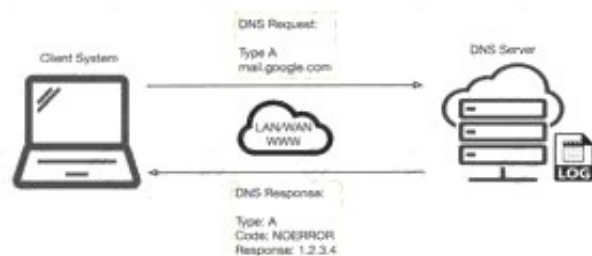 DNS Request:
Type A
mail.google.com
Client System
DNS Server
LAN/WAN
WWW
LOG
DNS Response:
Type: A
Code: NOERROR
Response: 1.2.3.4